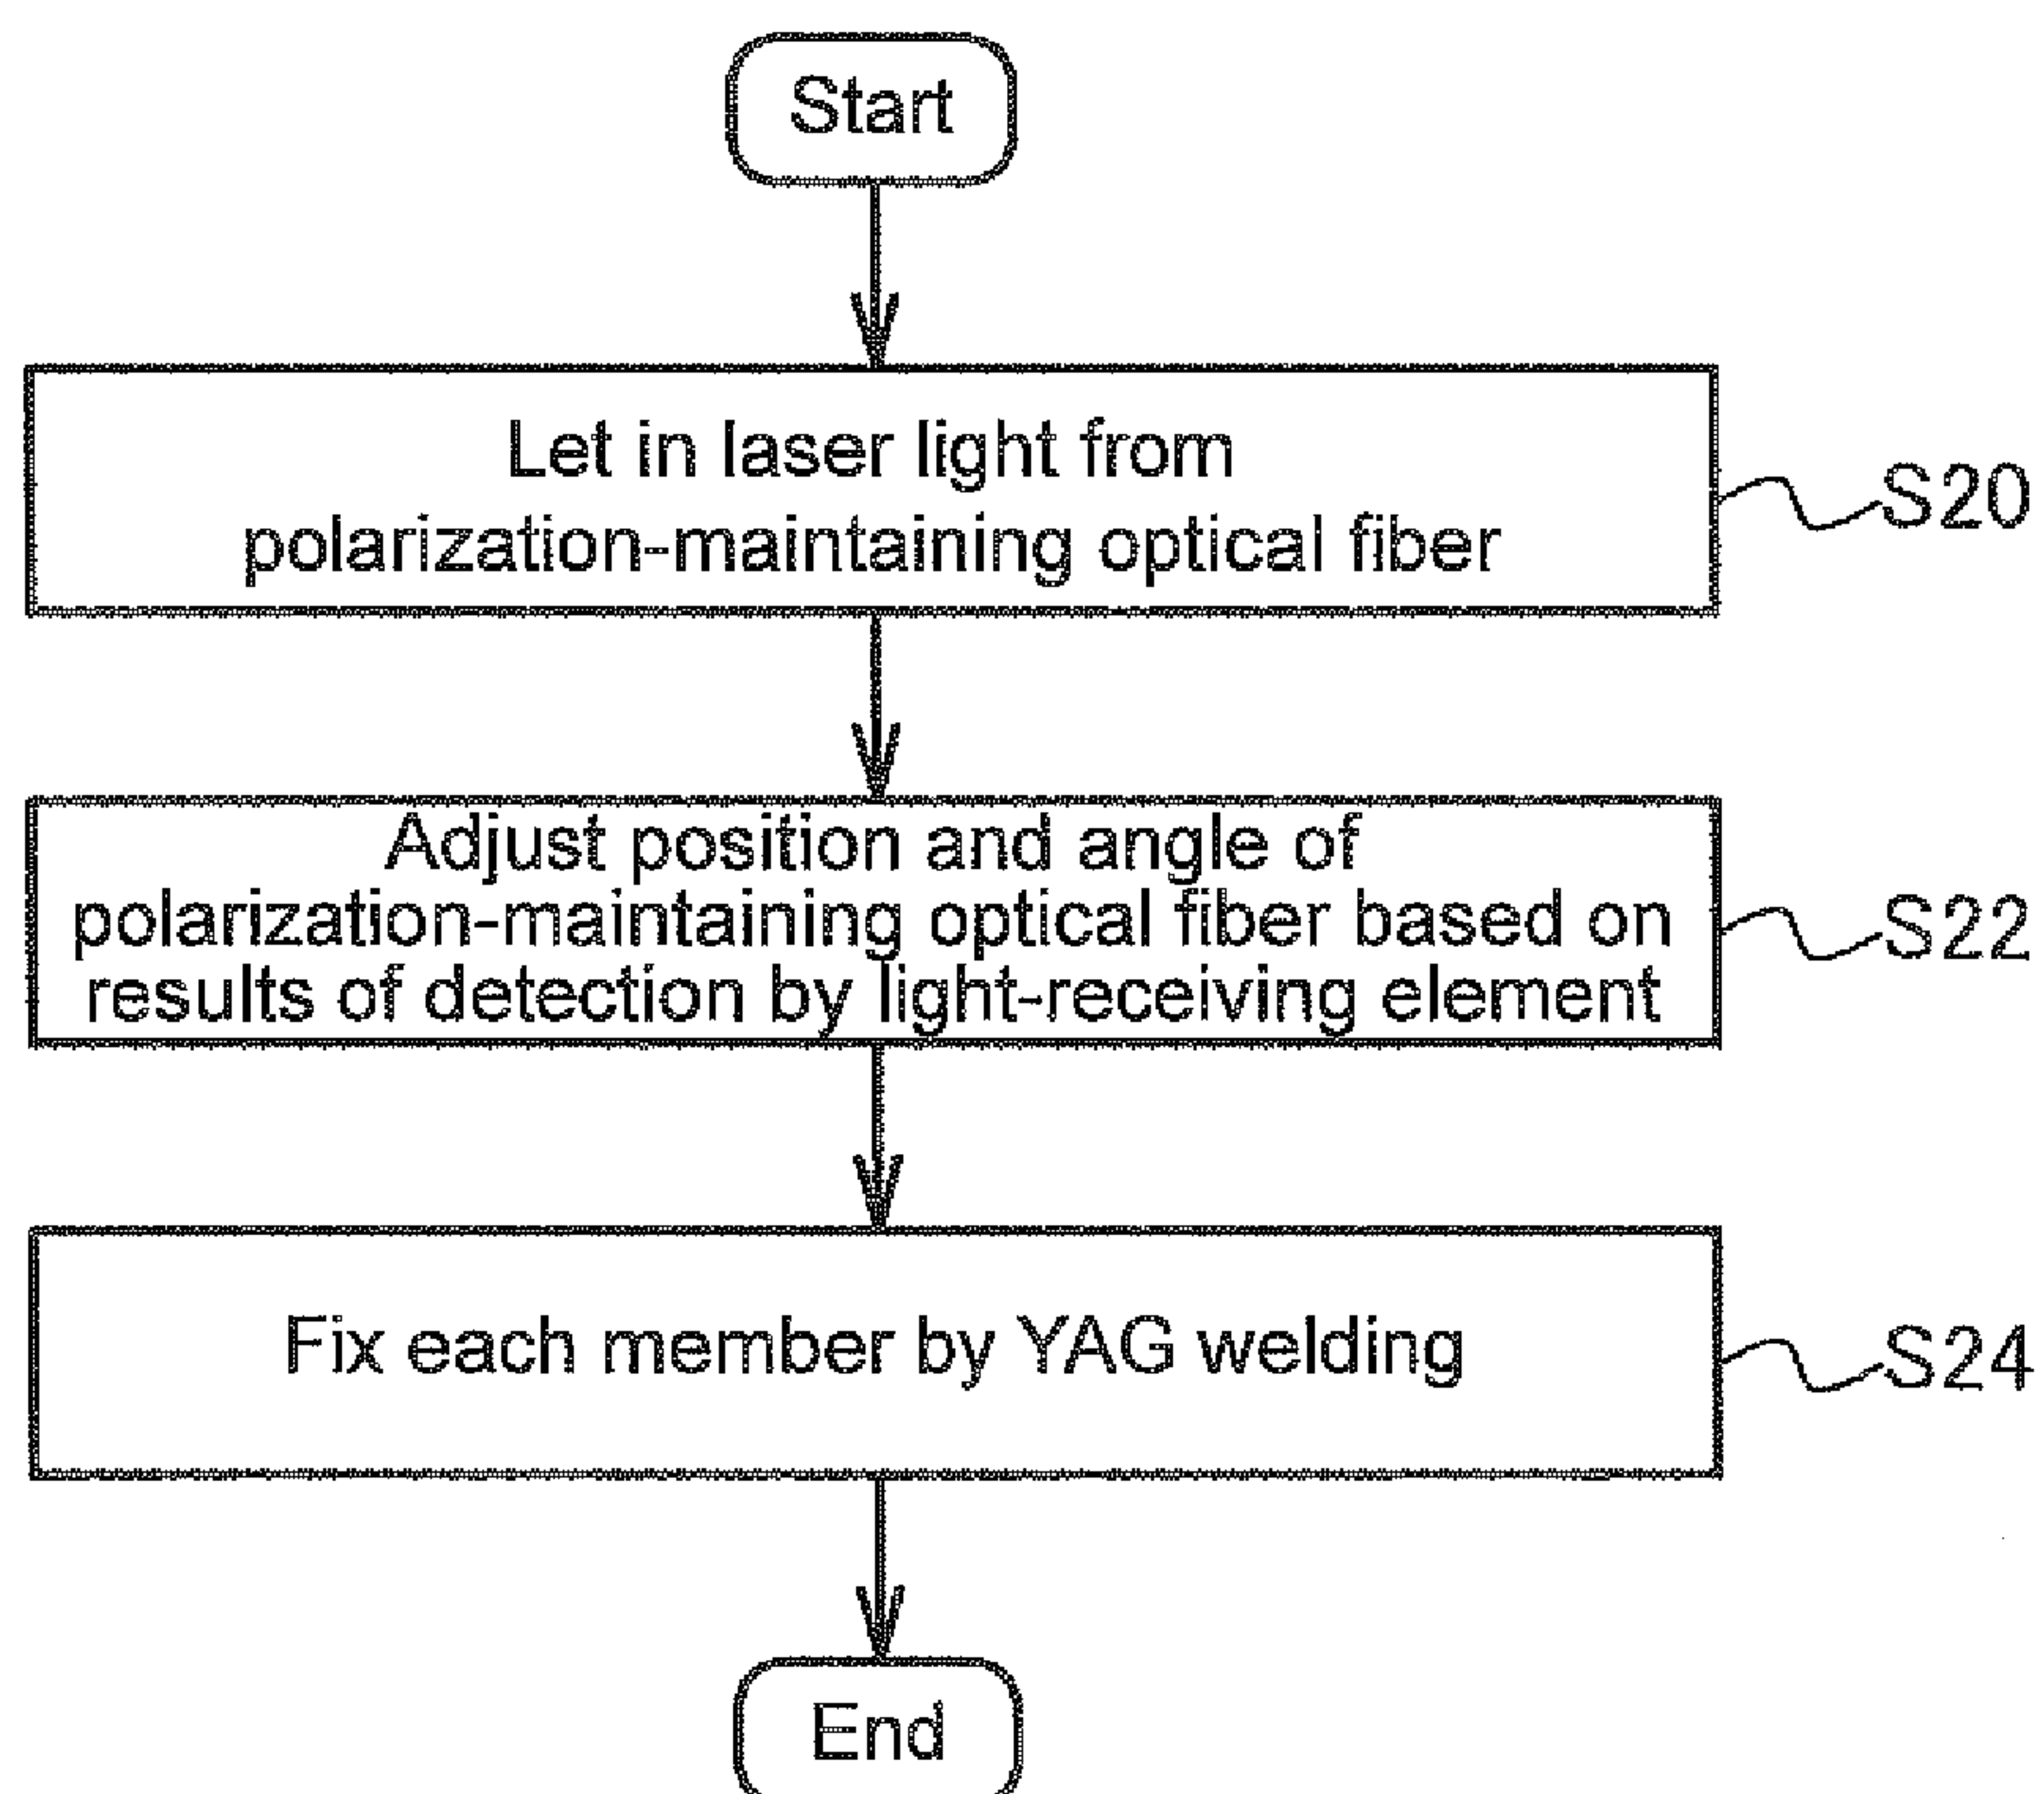 Start
Let in laser light from
polarization-maintaining optical fiber
S20
Adjust position and angle of
polarization-maintaining optical fiber based on
results of detection by light-receiving element
S22
Fix each member by YAG welding
S24
End